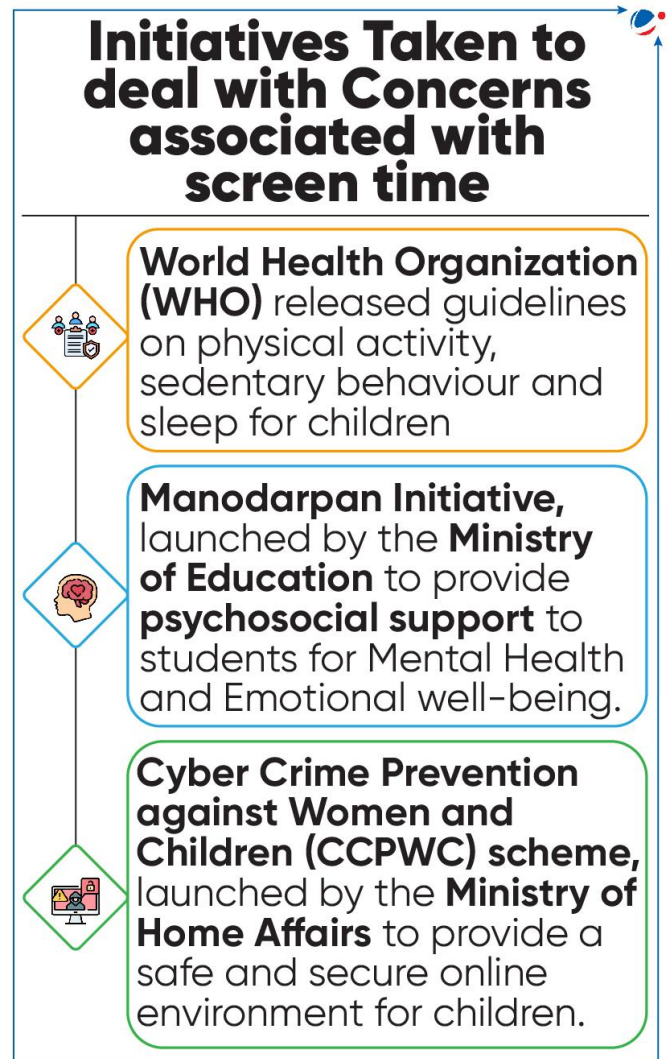 Initiatives Taken to
deal with Concerns
associated with
screen time
World Health Organization
(WHO) released guidelines
on physical activity,
sedentary behaviour and
sleep for children
Manodarpan Initiative,
launched by the Ministry
of Education to provide
psychosocial support to
students for Mental Health
and Emotional well-being.
Cyber Crime Prevention
against Women and
Children (CCPWC) scheme,
launched by the Ministry of
Home Affairs to provide a
safe and secure online
environment for children.